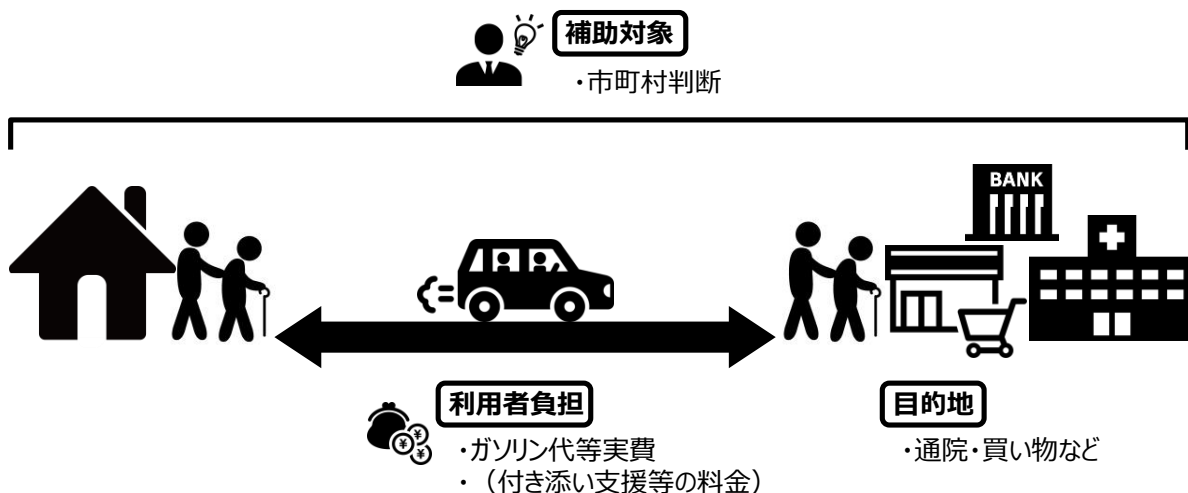 補助対象
・市町村判断
BANK
利用者負担
・ガソリン代等実費
・（付き添い支援等の料金）
¥
¥
¥
目的地
・通院・買い物など